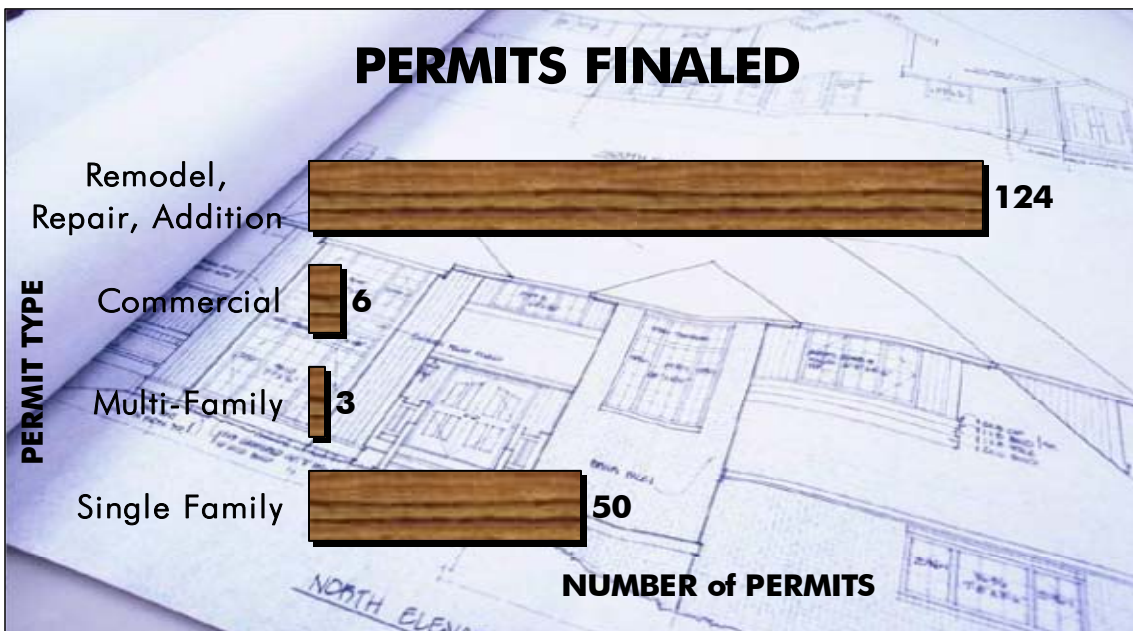 PERMITS FINALED
Remodel,
Repair, Addition
124
Commercial
6
Multi-Family
3
Single Family
50
PERMIT TYPE
NUMBER of PERMITS
NORTH